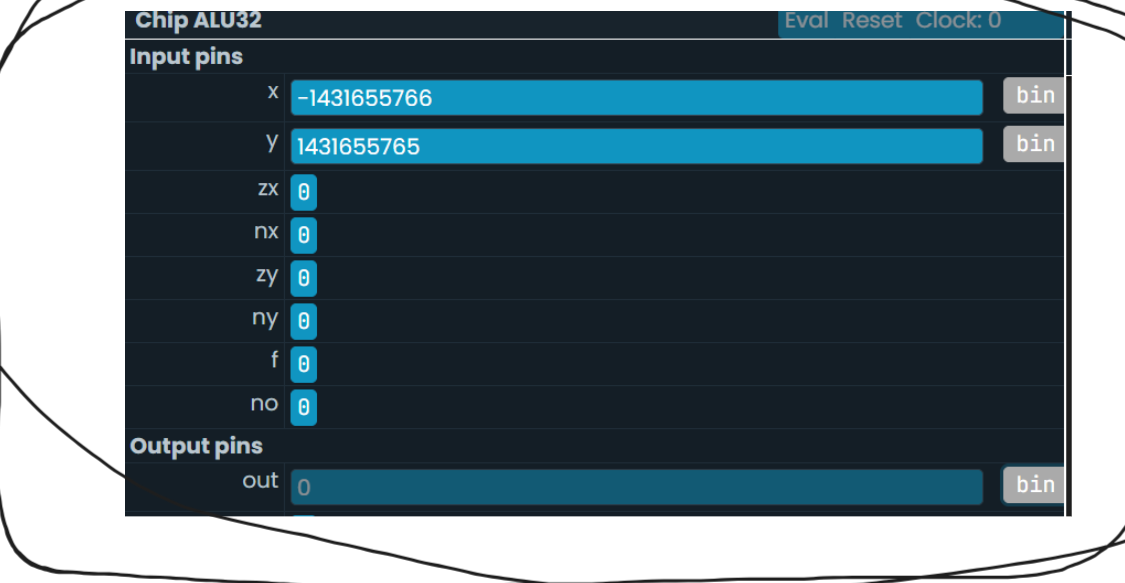 Chip ALU32 Eval Reset Clock: 0
Input pins
x -1431655766 bin
y 1431655765 bin
zx 0
nx 0
zy 0
ny 0
f 0
no 0
Output pins
out 0 bin